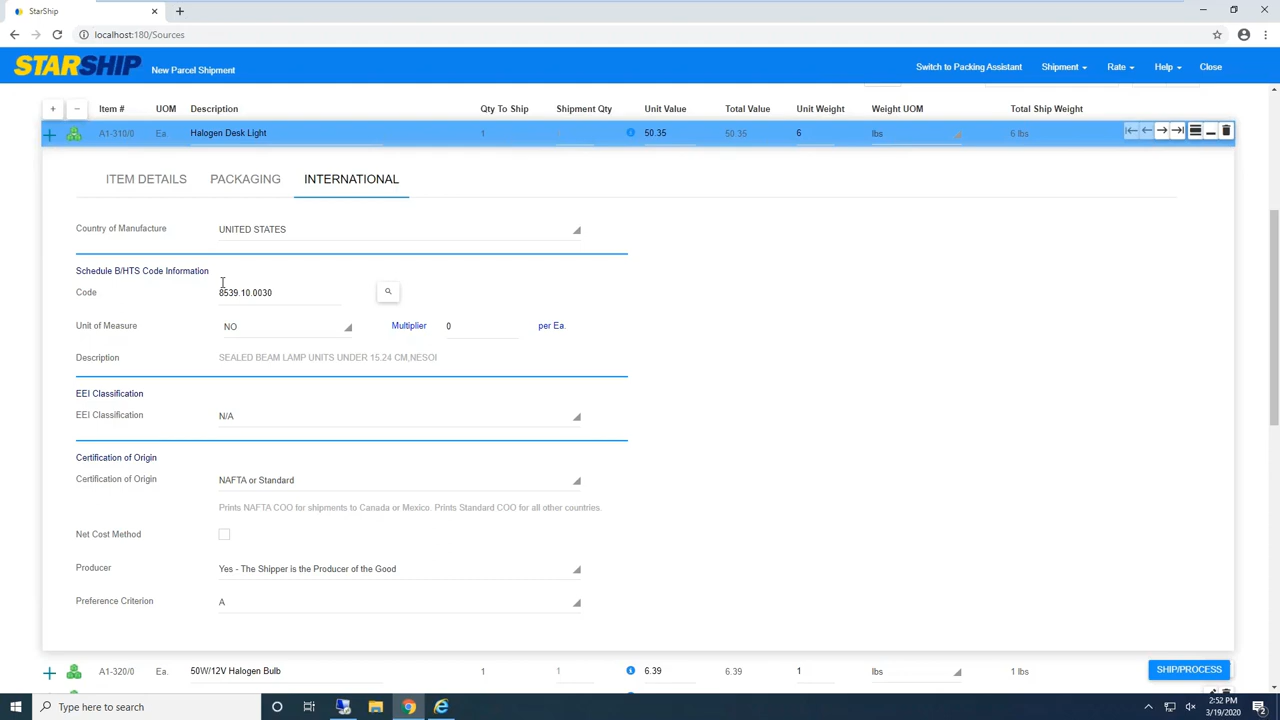 StarShip
localhost:180/Sources
STARSHIP New Parcel Shipment Switch to Packing Assistant Shipment Rate Help Close
Item # UOM Description Qty To Ship Shipment Qty Unit Value Total Value Unit Weight Weight UOM Total Ship Weight
A1-310/0 Ea. Halogen Desk Light 1 50.35 50.35 6 lbs 6 lbs
ITEM DETAILS PACKAGING INTERNATIONAL
Country of Manufacture UNITED STATES
Schedule B/HTS Code Information
Code 8539.10.0030
Unit of Measure NO Multiplier 0 per Ea.
Description SEALED BEAM LAMP UNITS UNDER 15.24 CM,NESOI
EEI Classification
EEI Classification N/A
Certification of Origin
Certification of Origin NAFTA or Standard
Prints NAFTA COO for shipments to Canada or Mexico. Prints Standard COO for all other countries.
Net Cost Method
Producer Yes - The Shipper is the Producer of the Good
Preference Criterion A
A1-320/0 Ea. 50W/12V Halogen Bulb 1 1 6.39 6.39 1 lbs 1 lbs
SHIP/PROCESS
Type here to search
2:52 PM
3/19/2020
2